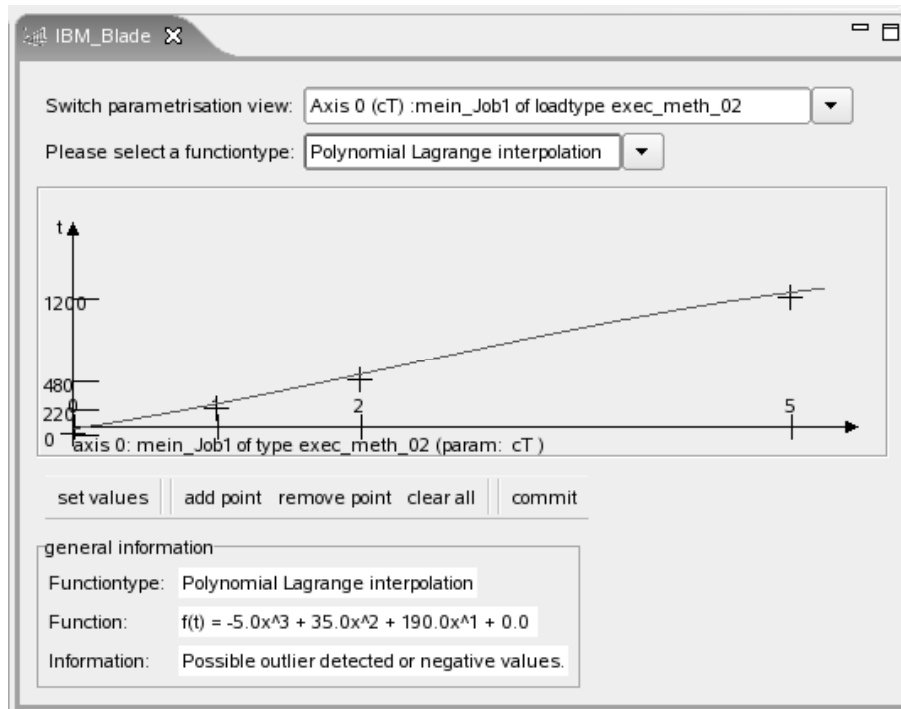 IBM_Blade
Switch parametrisation view: Axis 0 (cT) :mein_Job1 of loadtype exec_meth_02
Please select a functiontype: Polynomial Lagrange interpolation
t
1200
480
220
0
0
1
2
5
axis 0: mein_Job1 of type exec_meth_02 (param: cT )
set values add point remove point clear all commit
general information
Functiontype: Polynomial Lagrange interpolation
Function: f(t) = -5.0x^3 + 35.0x^2 + 190.0x^1 + 0.0
Information: Possible outlier detected or negative values.